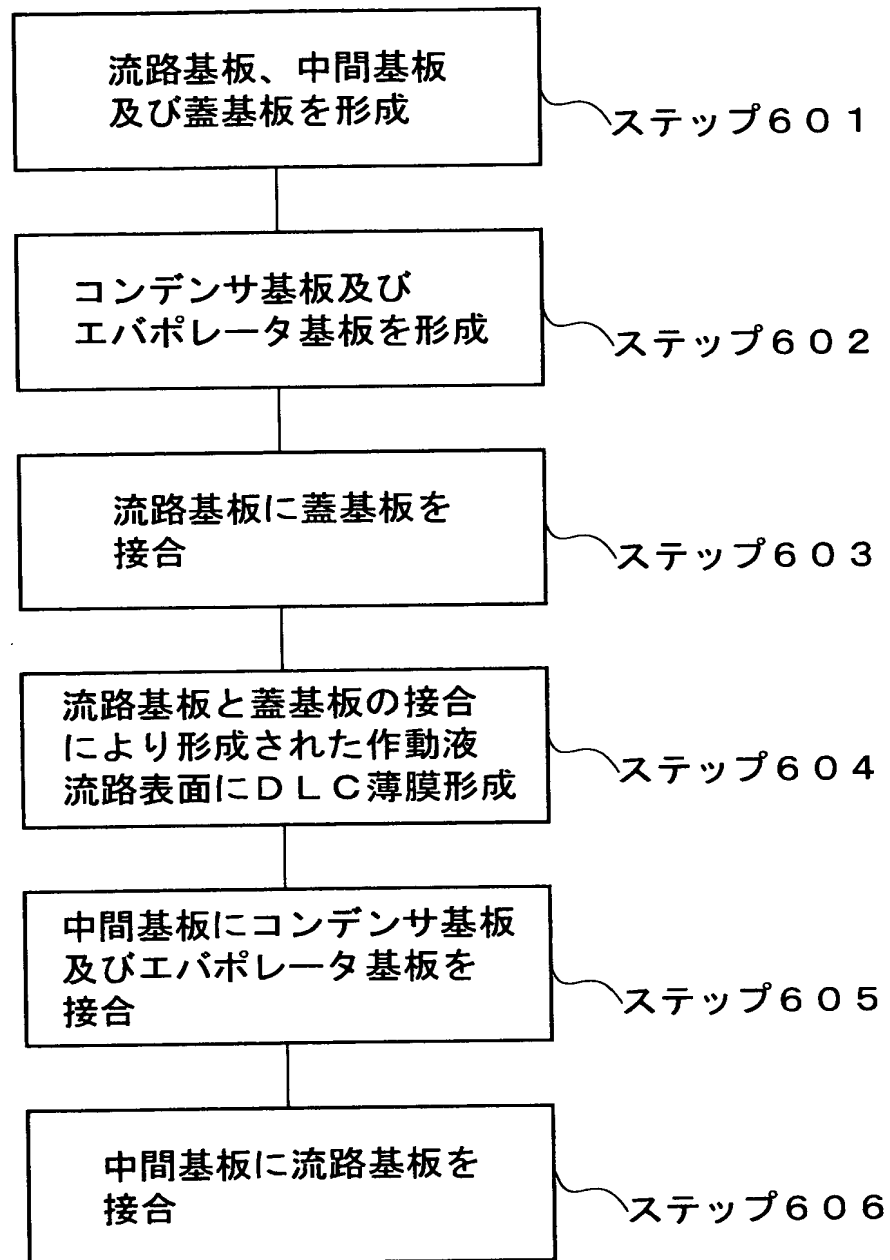 流路基板、中間基板
及び蓋基板を形成
ステップ６０１
コンデンサ基板及び
エバポレータ基板を形成
ステップ６０２
流路基板に蓋基板を
接合
ステップ６０３
流路基板と蓋基板の接合
により形成された作動液
流路表面にＤＬＣ薄膜形成
ステップ６０４
中間基板にコンデンサ基板
及びエバポレータ基板を
接合
ステップ６０５
中間基板に流路基板を
接合
ステップ６０６